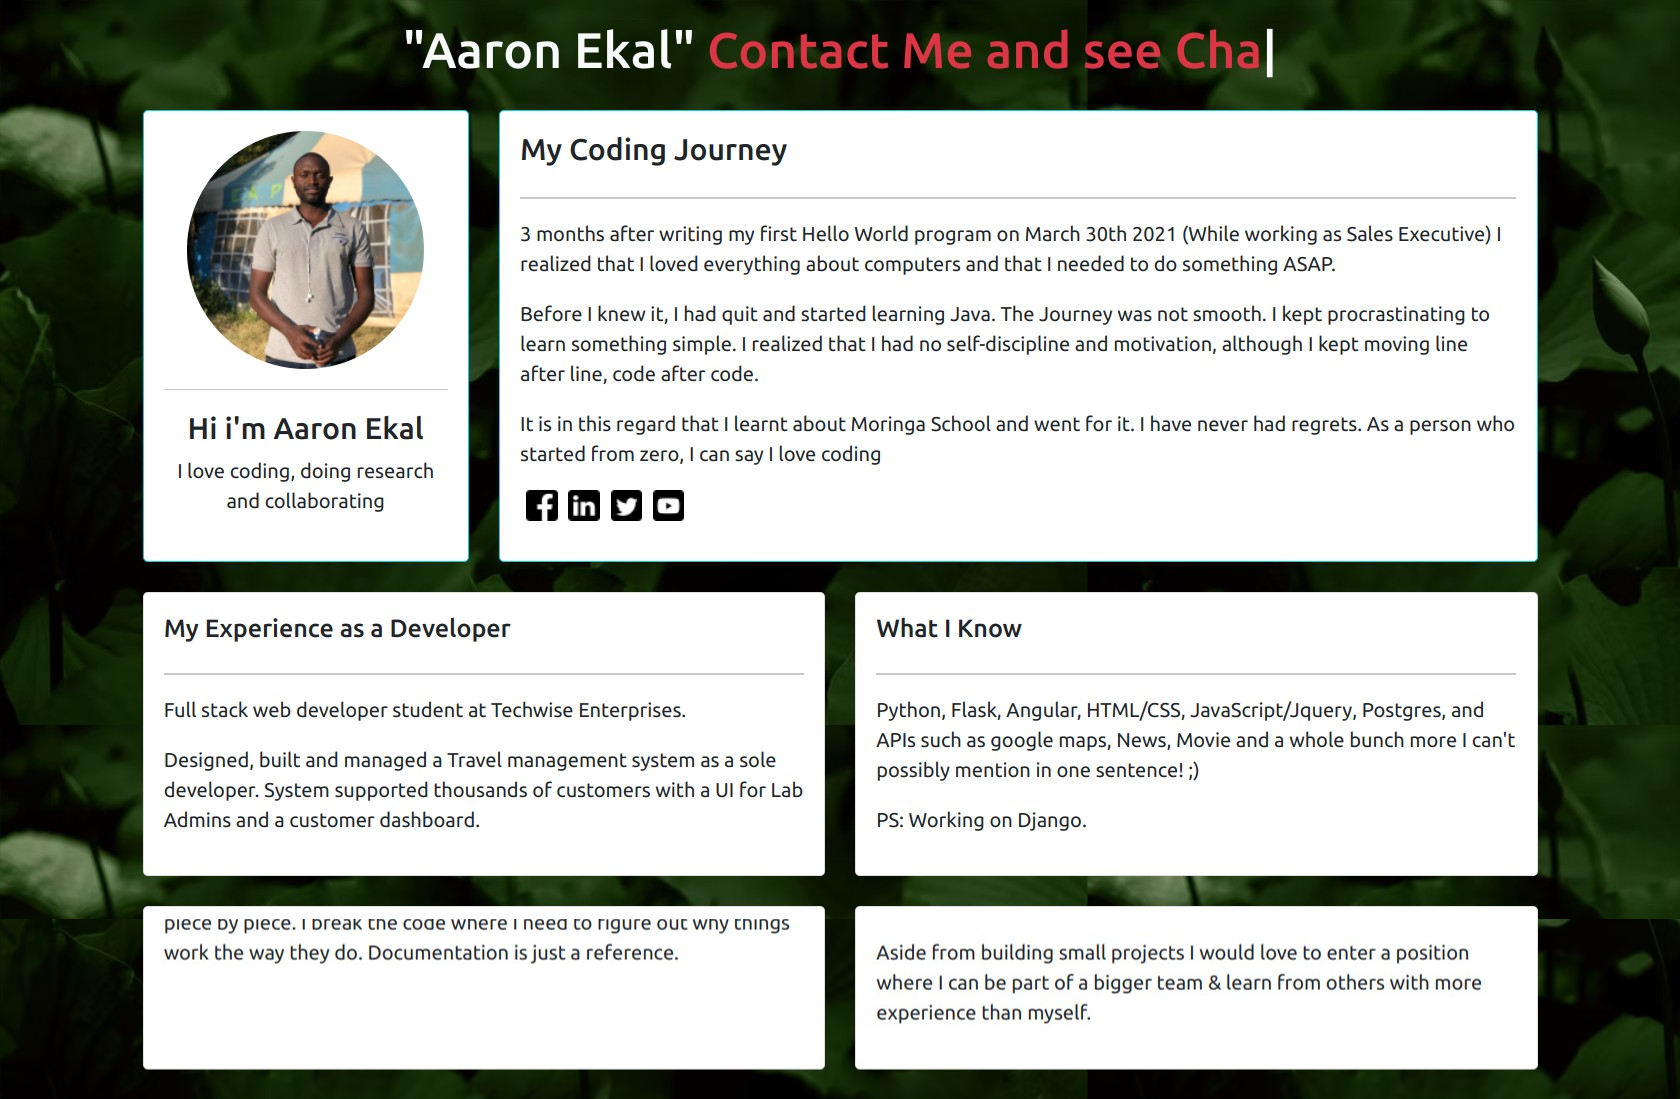 "Aaron Ekal" Contact Me and see Cha|
Hi i'm Aaron Ekal
I love coding, doing research
and collaborating
My Coding Journey
3 months after writing my first Hello World program on March 30th 2021 (While working as Sales Executive) I
realized that I loved everything about computers and that I needed to do something ASAP.
Before I knew it, I had quit and started learning Java. The Journey was not smooth. I kept procrastinating to
learn something simple. I realized that I had no self-discipline and motivation, although I kept moving line
after line, code after code.
It is in this regard that I learnt about Moringa School and went for it. I have never had regrets. As a person who
started from zero, I can say I love coding
My Experience as a Developer
Full stack web developer student at Techwise Enterprises.
Designed, built and managed a Travel management system as a sole
developer. System supported thousands of customers with a UI for Lab
Admins and a customer dashboard.
What I Know
Python, Flask, Angular, HTML/CSS, JavaScript/Jquery, Postgres, and
APIs such as google maps, News, Movie and a whole bunch more I can't
possibly mention in one sentence! ;)
PS: Working on Django.
piece by piece. I break the code where I need to figure out why things
work the way they do. Documentation is just a reference.
Aside from building small projects I would love to enter a position
where I can be part of a bigger team & learn from others with more
experience than myself.